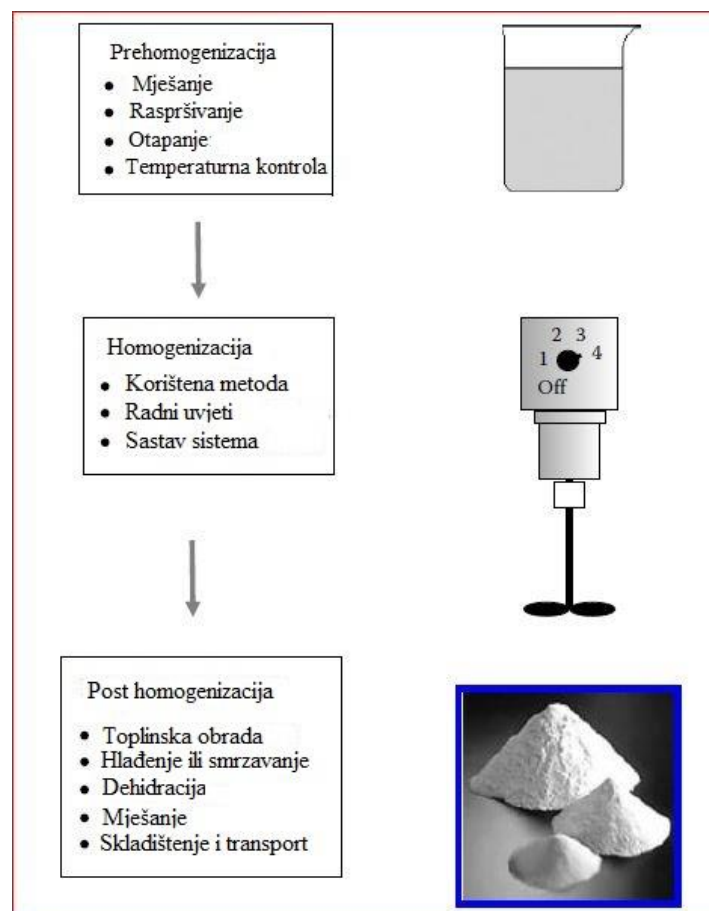 Prehomogenizacija
• Mješanje
• Raspršivanje
• Otapanje
• Temperaturna kontrola
Homogenizacija
• Korištena metoda
• Radni uvjeti
• Sastav sistema
2 3
1 4
Off
Post homogenizacija
• Toplinska obrada
• Hlađenje ili smrzavanje
• Dehidracija
• Mješanje
• Skladištenje i transport